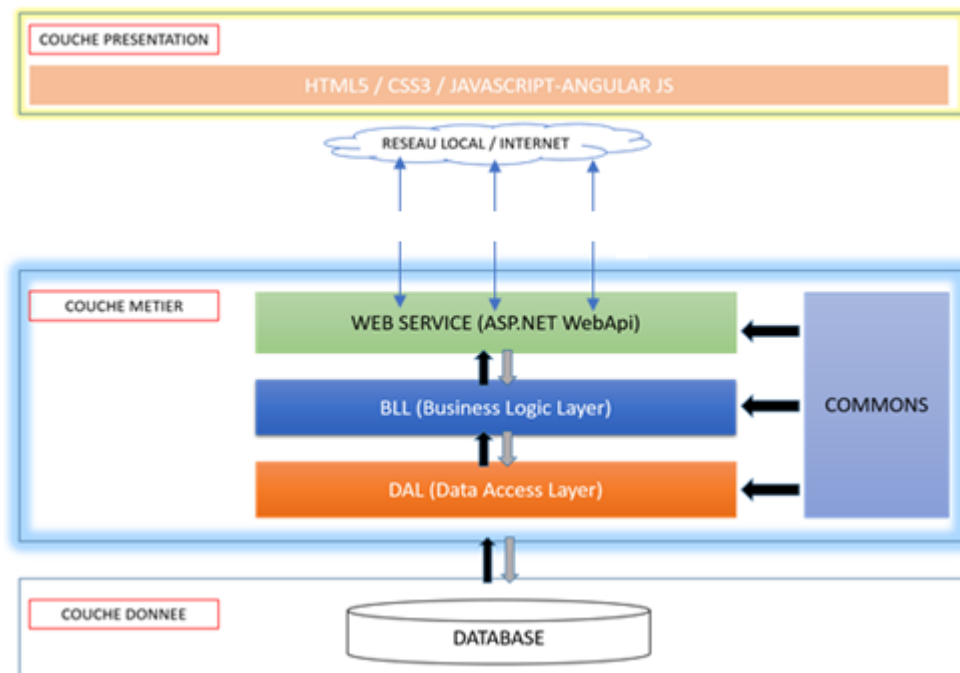 COUCHE PRESENTATION
HTML5 / CSS3 / JAVASCRIPT-ANGULAR JS
RESEAU LOCAL / INTERNET
COUCHE METIER
WEB SERVICE (ASP.NET WebApi)
BLL (Business Logic Layer)
COMMONS
DAL (Data Access Layer)
COUCHE DONNEE
DATABASE